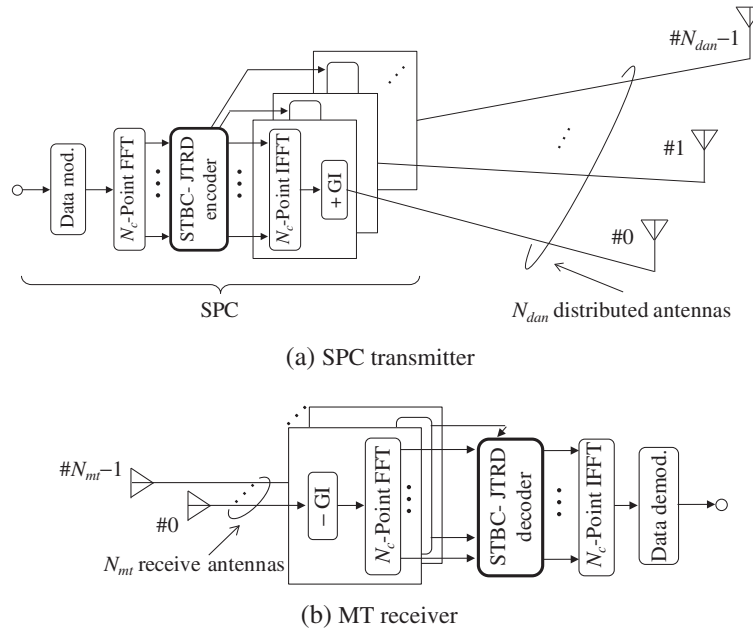 #N_dan−1
#1
#0
Data mod.
N_c-Point FFT
STBC- JTRD
encoder
N_c-Point IFFT
+ GI
SPC
N_dan distributed antennas
(a) SPC transmitter
#N_mt−1
#0
N_mt receive antennas
− GI
N_c-Point FFT
STBC- JTRD
decoder
N_c-Point IFFT
Data demod.
(b) MT receiver